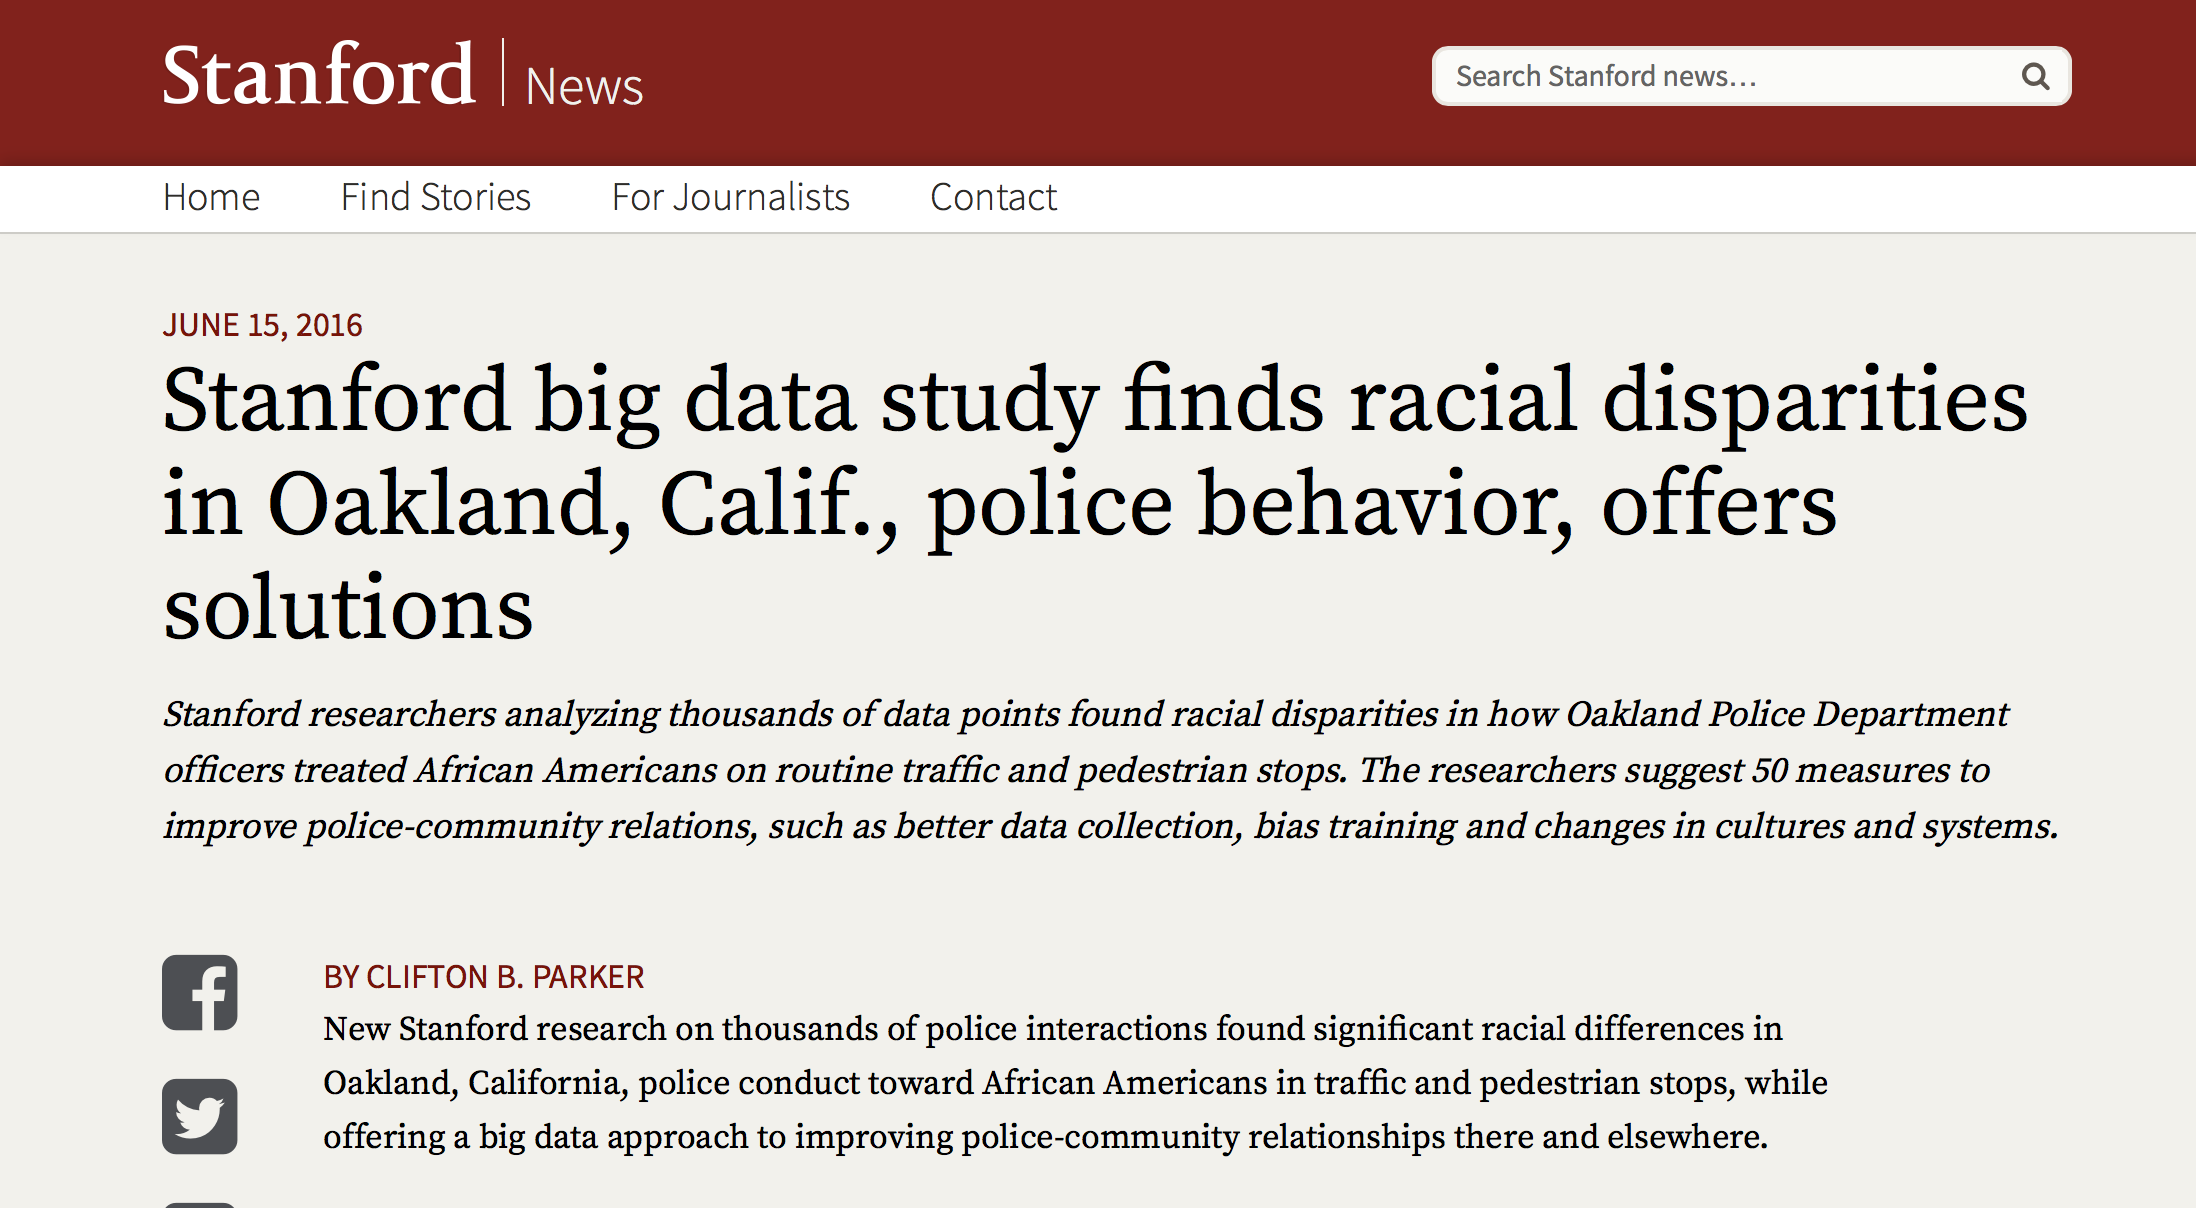 Stanford | News
Search Stanford news...
Home Find Stories For Journalists Contact
JUNE 15, 2016
Stanford big data study finds racial disparities
in Oakland, Calif., police behavior, offers
solutions
Stanford researchers analyzing thousands of data points found racial disparities in how Oakland Police Department
officers treated African Americans on routine traffic and pedestrian stops. The researchers suggest 50 measures to
improve police-community relations, such as better data collection, bias training and changes in cultures and systems.
BY CLIFTON B. PARKER
New Stanford research on thousands of police interactions found significant racial differences in
Oakland, California, police conduct toward African Americans in traffic and pedestrian stops, while
offering a big data approach to improving police-community relationships there and elsewhere.